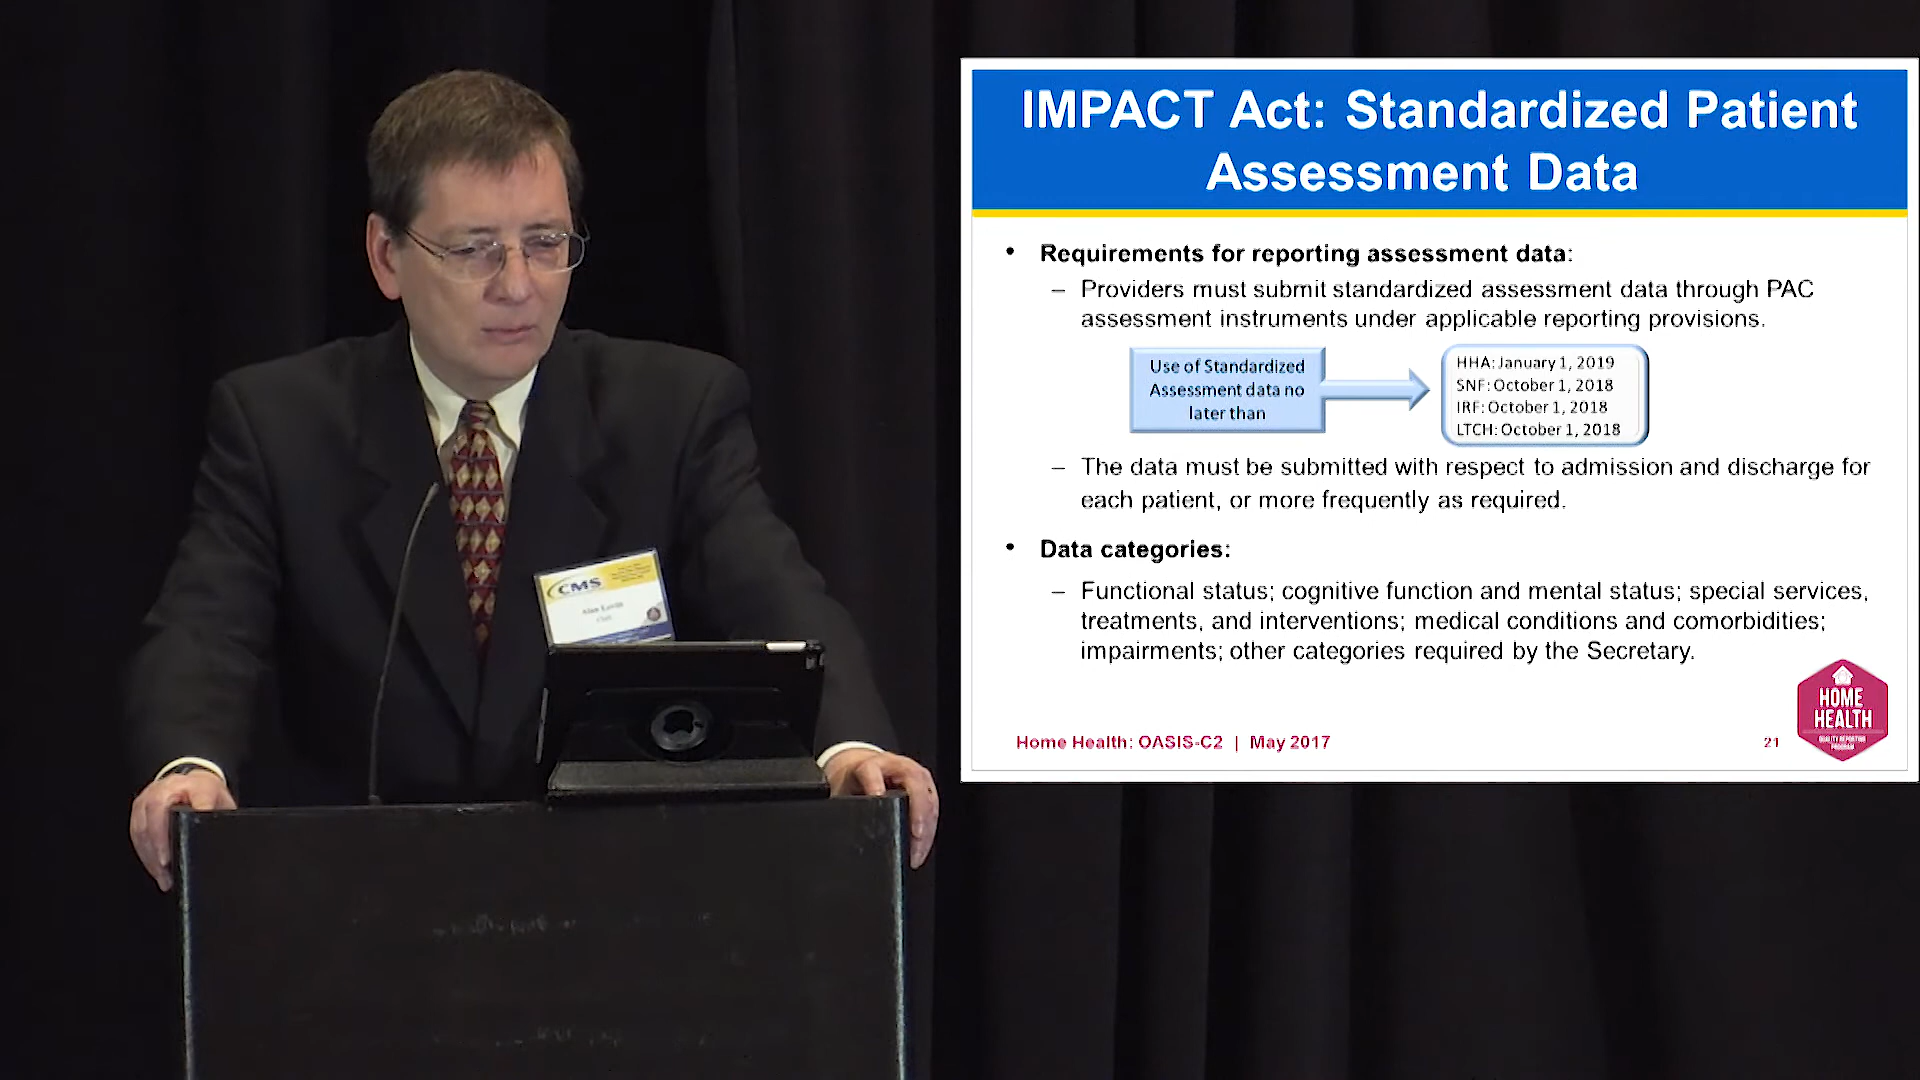 IMPACT Act: Standardized Patient
Assessment Data
• Requirements for reporting assessment data:
– Providers must submit standardized assessment data through PAC
assessment instruments under applicable reporting provisions.
Use of Standardized
Assessment data no
later than
HHA: January 1, 2019
SNF: October 1, 2018
IRF: October 1, 2018
LTCH: October 1, 2018
– The data must be submitted with respect to admission and discharge for
each patient, or more frequently as required.
• Data categories:
– Functional status; cognitive function and mental status; special services,
treatments, and interventions; medical conditions and comorbidities;
impairments; other categories required by the Secretary.
Home Health: OASIS-C2 | May 2017
21
HOME
HEALTH
QUALITY REPORTING
PROGRAM
CMS
Alan Levitt